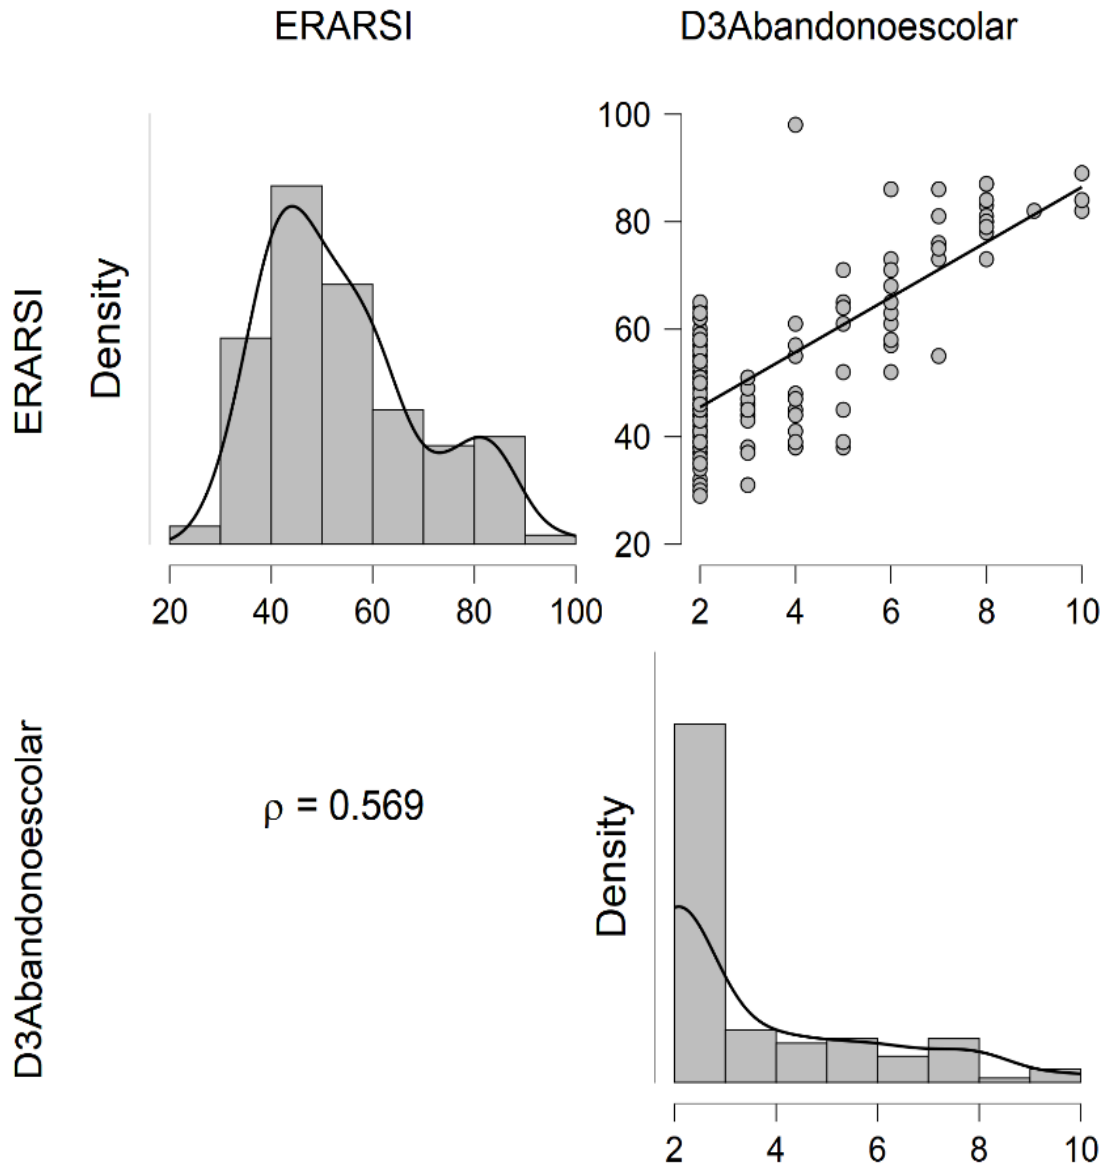 ERARSI
D3Abandonoescolar
ERARSI
Density
20 40 60 80 100
100
80
60
40
20
2 4 6 8 10
D3Abandonoescolar
ρ = 0.569
Density
2 4 6 8 10